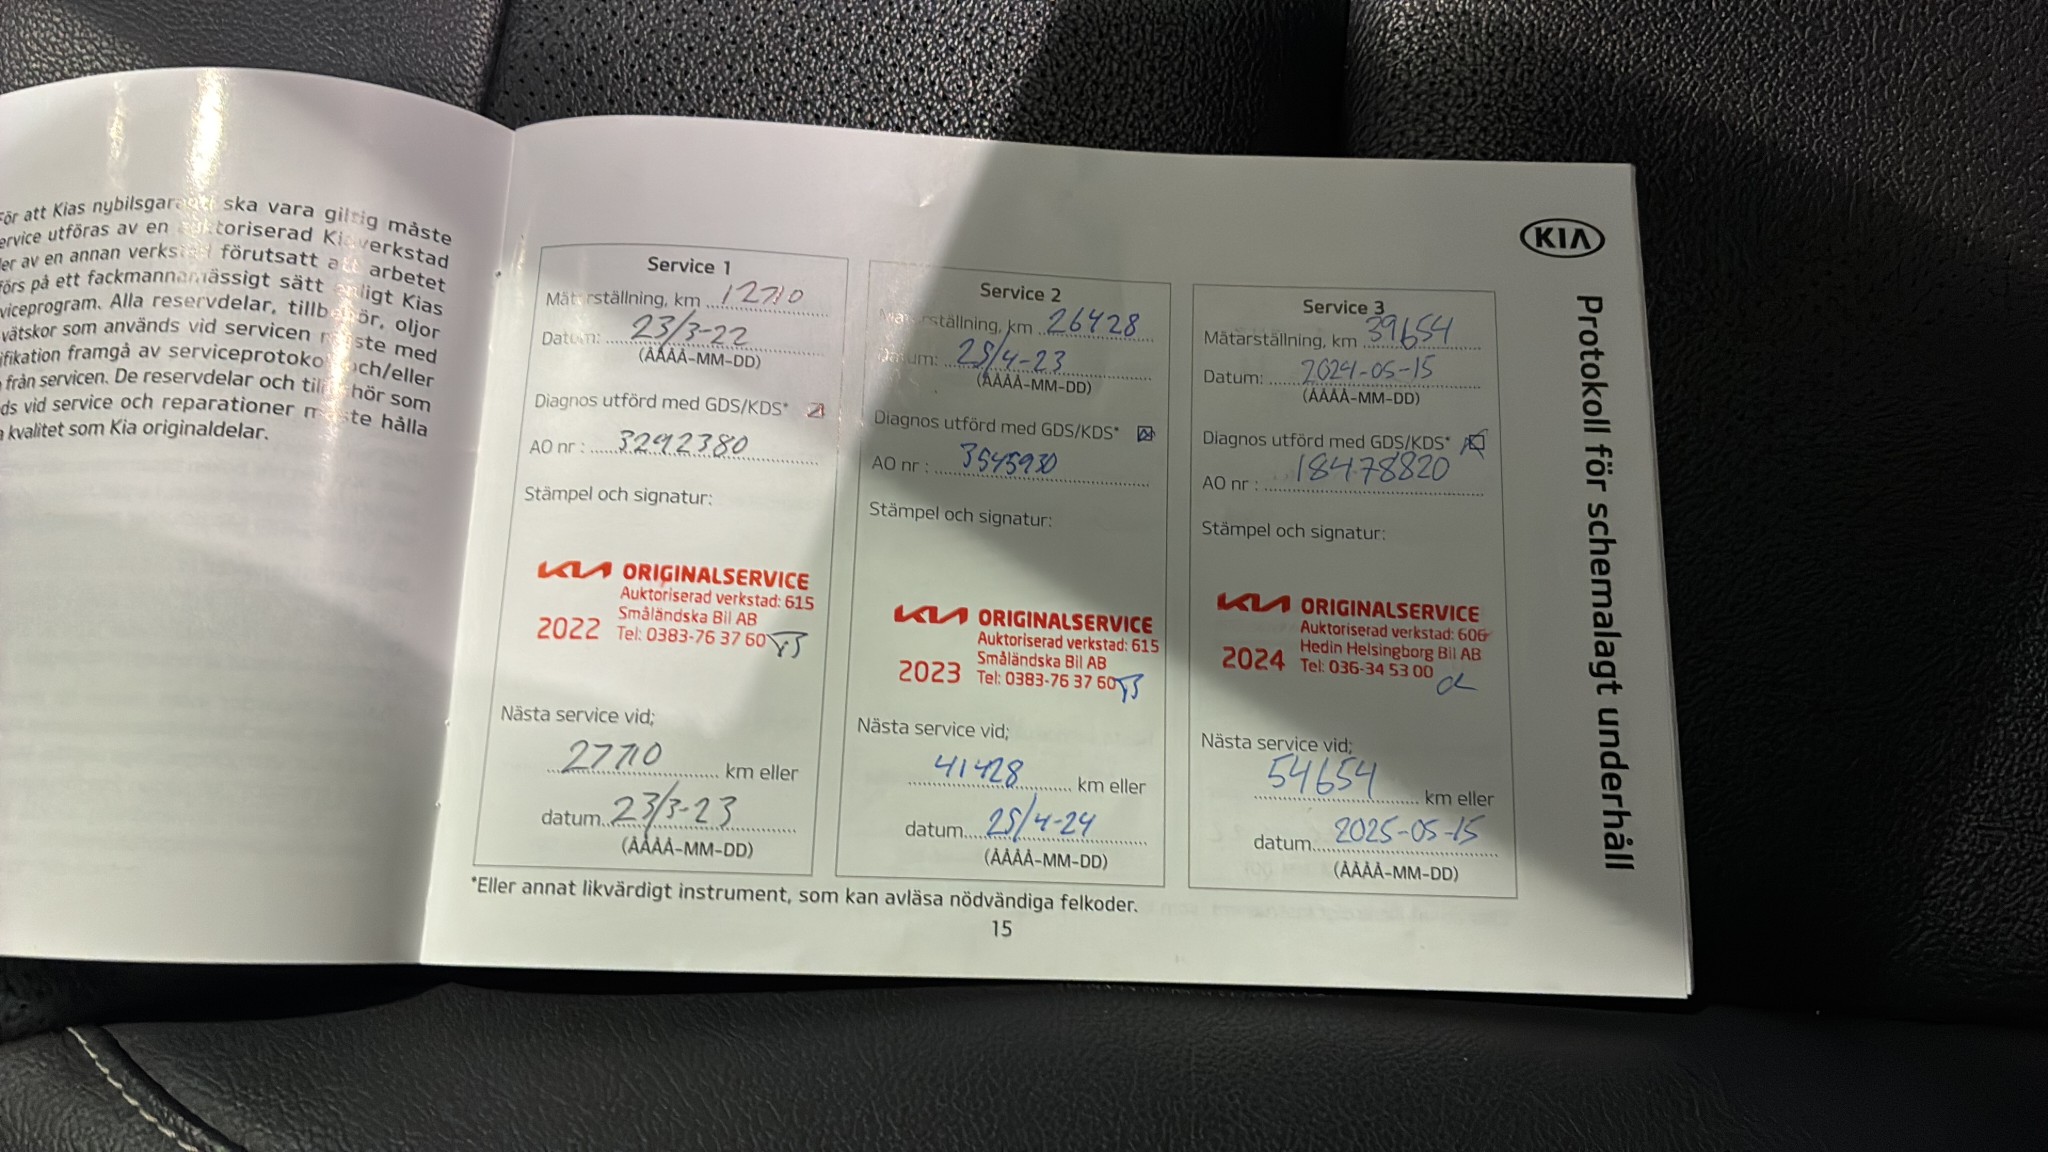 För att Kias nybilsgaranti ska vara giltig måste
ervice utföras av en auktoriserad Kiaverkstad
ler av en annan verkstad förutsatt att arbetet
förs på ett fackmannamässigt sätt enligt Kias
viceprogram. Alla reservdelar, tillbehör, oljor
vätskor som används vid servicen måste med
ifikation framgå av serviceprotokoll och/eller
från servicen. De reservdelar och tillbehör som
ds vid service och reparationer måste hålla
a kvalitet som Kia originaldelar.
KIA
Protokoll för schemalagt underhåll
Service 1
Mätarställning, km 12710
Datum: 23/3-22
(ÅÅÅÅ-MM-DD)
Diagnos utförd med GDS/KDS*
AO nr : 3292380
Stämpel och signatur:
KIA ORIGINALSERVICE
Auktoriserad verkstad: 615
Småländska Bil AB
2022 Tel: 0383-76 37 60
Nästa service vid;
27710 km eller
datum 23/3-23
(ÅÅÅÅ-MM-DD)
Service 2
Mätarställning, km 26428
Datum: 25/4-23
(ÅÅÅÅ-MM-DD)
Diagnos utförd med GDS/KDS*
AO nr : 3545930
Stämpel och signatur:
KIA ORIGINALSERVICE
Auktoriserad verkstad: 615
Småländska Bil AB
2023 Tel: 0383-76 37 60
Nästa service vid;
41428 km eller
datum 25/4-24
(ÅÅÅÅ-MM-DD)
Service 3
Mätarställning, km 39654
Datum: 2024-05-15
(ÅÅÅÅ-MM-DD)
Diagnos utförd med GDS/KDS*
AO nr : 18478820
Stämpel och signatur:
KIA ORIGINALSERVICE
Auktoriserad verkstad: 606
Hedin Helsingborg Bil AB
2024 Tel: 036-34 53 00
Nästa service vid;
54654 km eller
datum 2025-05-15
(ÅÅÅÅ-MM-DD)
*Eller annat likvärdigt instrument, som kan avläsa nödvändiga felkoder.
15